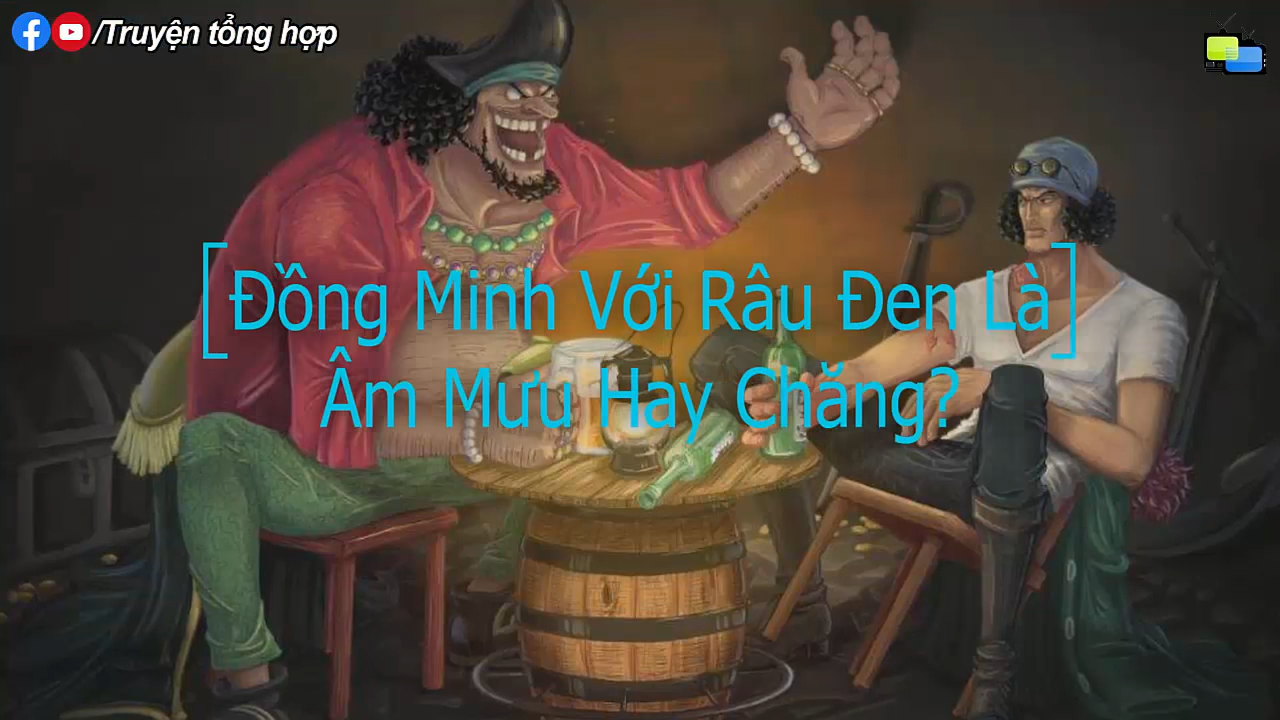 /Truyện tổng hợp
[Đồng Minh Với Râu Đen Là]
Âm Mưu Hay Chăng?